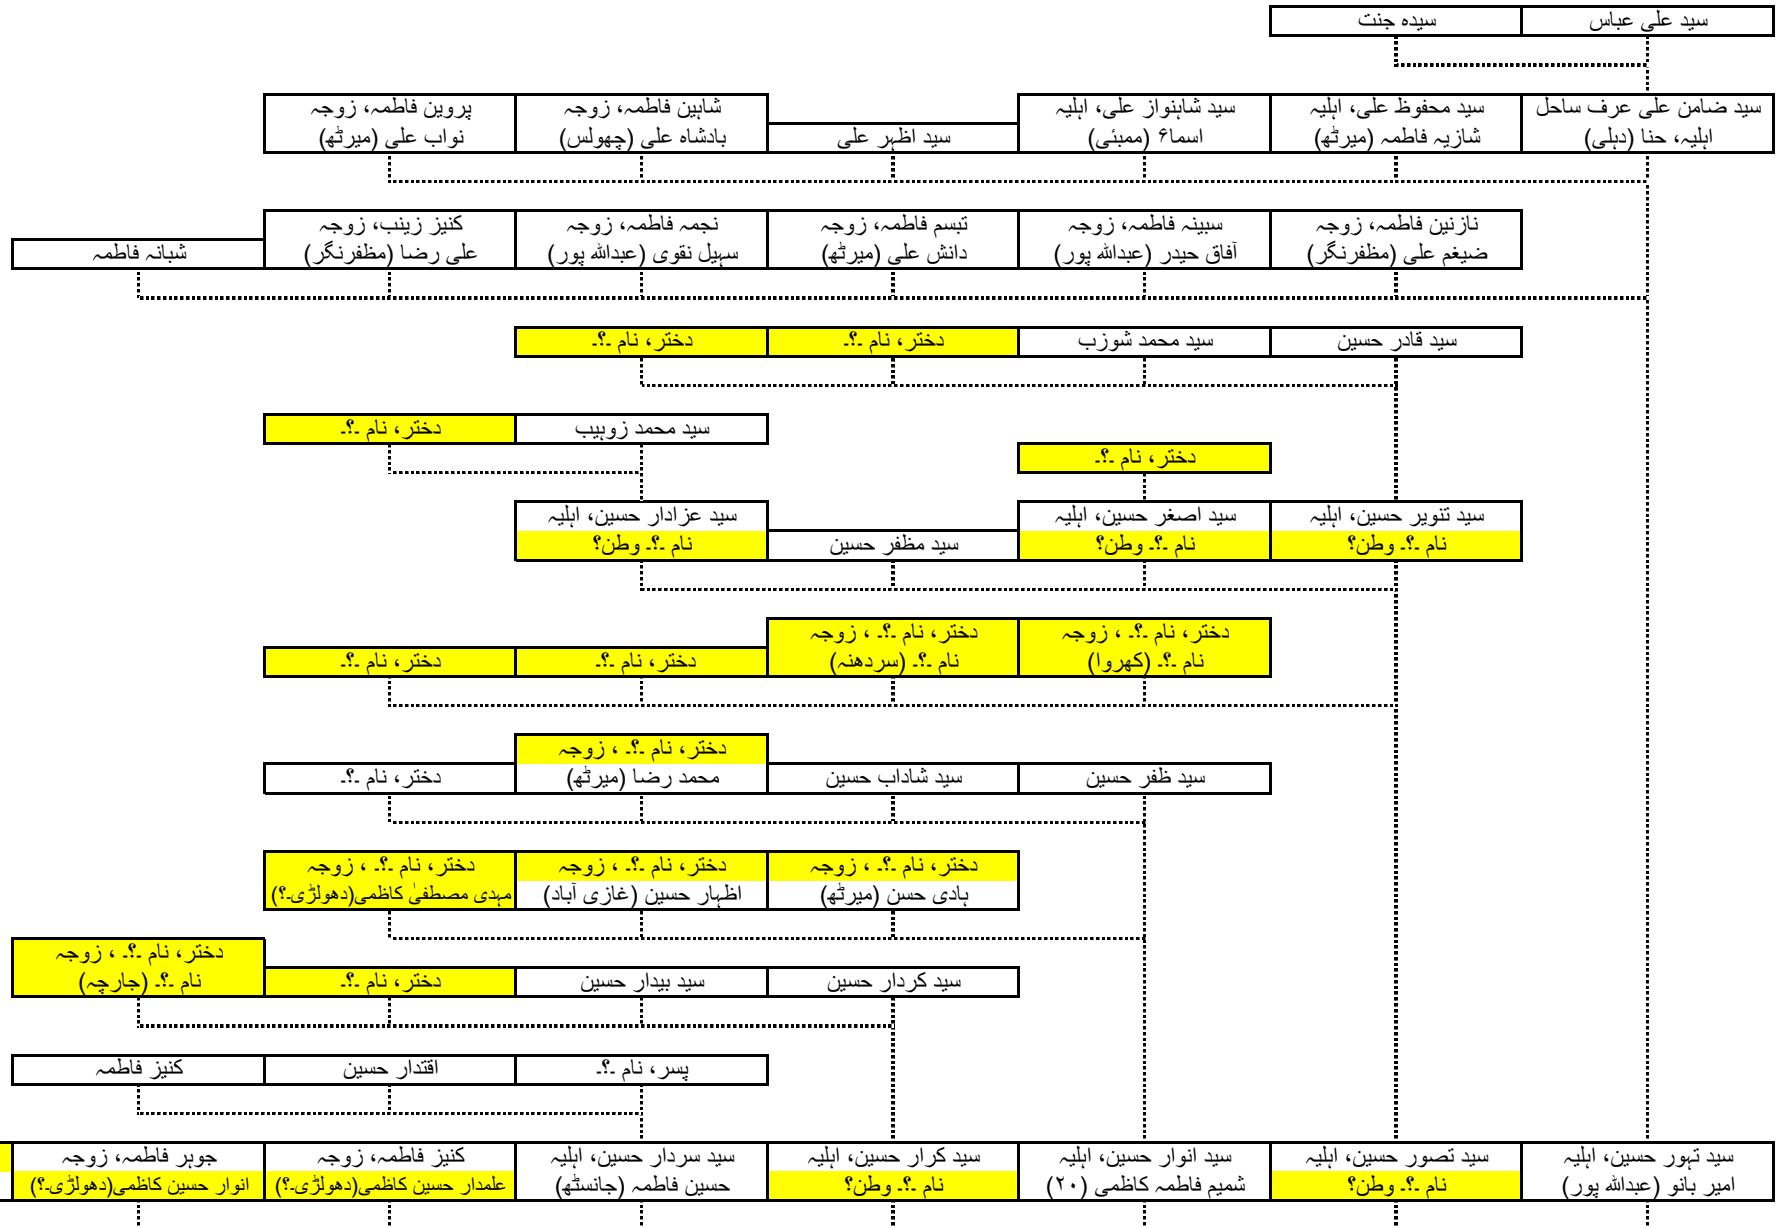 سید علی عباس
سیدہ جنت
سید ضامن علی عرف ساحل
اہلیہ، حنا (دہلی)
سید محفوظ علی، اہلیہ
شازیہ فاطمہ (میرٹھ)
سید شاہنواز علی، اہلیہ
اسماء (ممبئی)
سید اظہر علی
شاہین فاطمہ، زوجہ
بادشاہ علی (چھولس)
پروین فاطمہ، زوجہ
نواب علی (میرٹھ)
نازنین فاطمہ، زوجہ
ضیغم علی (مظفرنگر)
سبینہ فاطمہ، زوجہ
آفاق حیدر (عبداللہ پور)
تبسم فاطمہ، زوجہ
دانش علی (میرٹھ)
نجمہ فاطمہ، زوجہ
سہیل نقوی (عبداللہ پور)
کنیز زینب، زوجہ
علی رضا (مظفرنگر)
شبانہ فاطمہ
سید قادر حسین
سید محمد شوزب
دختر، نام ۔؟۔
دختر، نام ۔؟۔
سید محمد زوہیب
دختر، نام ۔؟۔
دختر، نام ۔؟۔
سید تنویر حسین، اہلیہ
نام ۔؟۔ وطن؟
سید اصغر حسین، اہلیہ
نام ۔؟۔ وطن؟
سید مظفر حسین
سید عزادار حسین، اہلیہ
نام ۔؟۔ وطن؟
دختر، نام ۔؟۔ ، زوجہ
نام ۔؟۔ (کھروا)
دختر، نام ۔؟۔ ، زوجہ
نام ۔؟۔ (سردھنہ)
دختر، نام ۔؟۔
دختر، نام ۔؟۔
سید ظفر حسین
سید شاداب حسین
دختر، نام ۔؟۔ ، زوجہ
محمد رضا (میرٹھ)
دختر، نام ۔؟۔
دختر، نام ۔؟۔ ، زوجہ
ہادی حسن (میرٹھ)
دختر، نام ۔؟۔ ، زوجہ
اظہار حسین (غازی آباد)
دختر، نام ۔؟۔ ، زوجہ
مہدی مصطفیٰ کاظمی(دھولڑی۔؟)
سید کردار حسین
سید بیدار حسین
دختر، نام ۔؟۔
دختر، نام ۔؟۔ ، زوجہ
نام ۔؟۔ (جارچہ)
پسر، نام ۔؟۔
اقتدار حسین
کنیز فاطمہ
سید تہور حسین، اہلیہ
امیر بانو (عبداللہ پور)
سید تصور حسین، اہلیہ
نام ۔؟۔ وطن؟
سید انوار حسین، اہلیہ
شمیم فاطمہ کاظمی (۲۰)
سید کرار حسین، اہلیہ
نام ۔؟۔ وطن؟
سید سردار حسین، اہلیہ
حسین فاطمہ (جانسٹھ)
کنیز فاطمہ، زوجہ
علمدار حسین کاظمی(دھولڑی۔؟)
جوہر فاطمہ، زوجہ
انوار حسین کاظمی(دھولڑی۔؟)